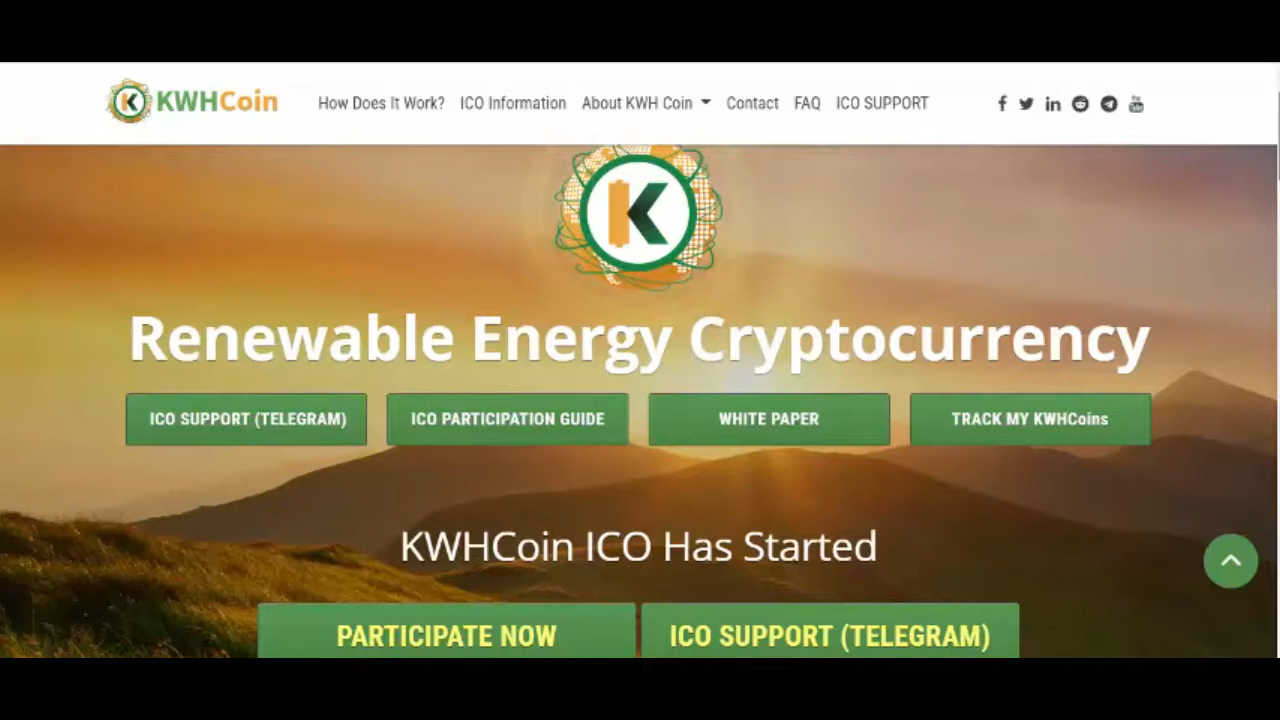 KWHCoin
How Does It Work? ICO Information About KWH Coin Contact FAQ ICO SUPPORT
K
Renewable Energy Cryptocurrency
ICO SUPPORT (TELEGRAM) ICO PARTICIPATION GUIDE WHITE PAPER TRACK MY KWHCoins
KWHCoin ICO Has Started
PARTICIPATE NOW ICO SUPPORT (TELEGRAM)